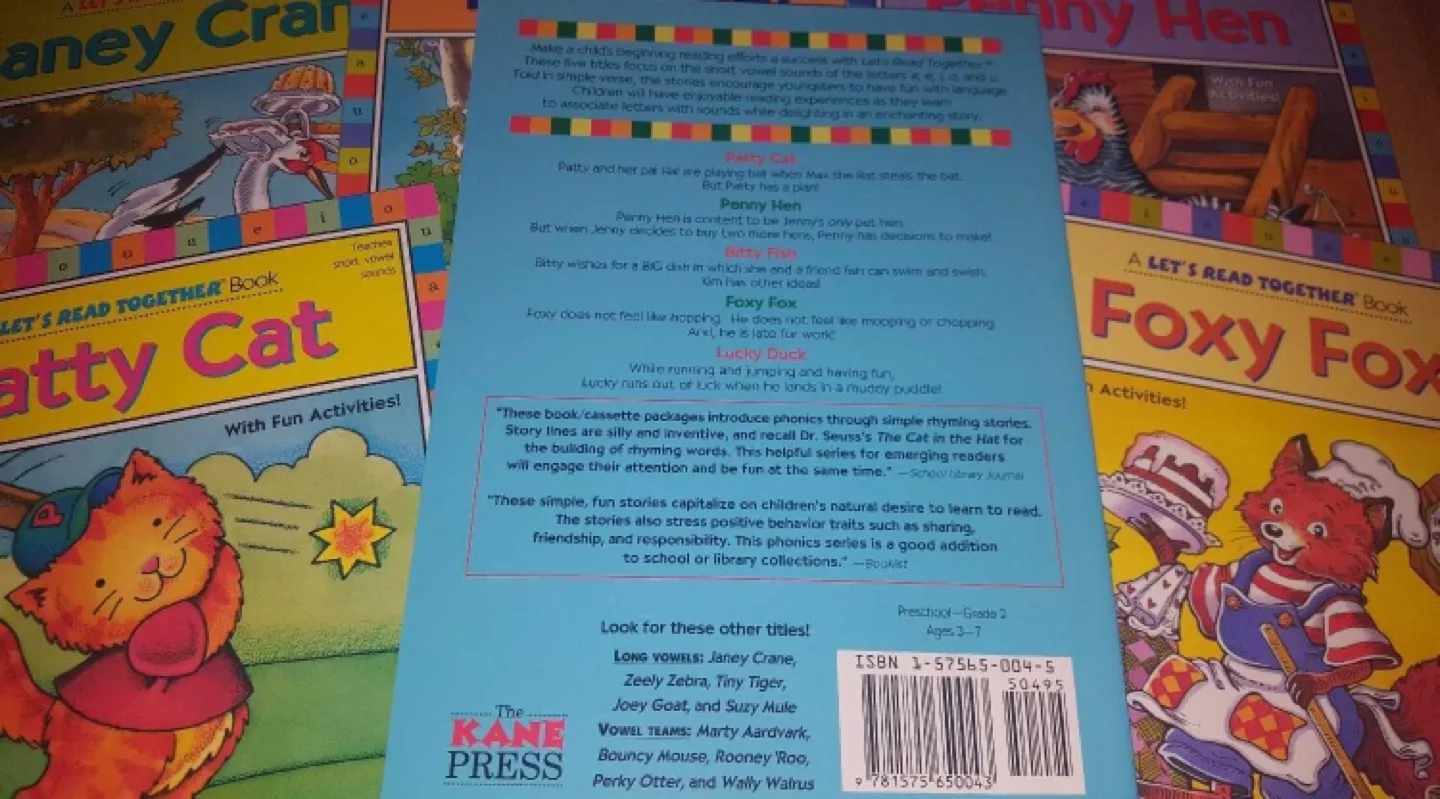 A LET'S
aney Cran
a
u
o
e
Make a child's beginning reading efforts a success with Let's Read Together.®
These five titles focus on the short vowel sounds of the letters a, e, i, o, and u.
Told in simple verse, the stories encourage youngsters to have fun with language.
Children will have enjoyable reading experiences as they learn
to associate letters with sounds while delighting in an enchanting story.
Patty Cat
Patty and her pal Hal are playing ball when Max the Rat steals the bat.
But Patty has a plan!
Penny Hen
Penny Hen is content to be Jenny's only pet hen.
But when Jenny decides to buy two more hens, Penny has decisions to make!
Bitty Fish
Bitty wishes for a BIG dish in which she and a friend fish can swim and swish.
Kim has other ideas!
Foxy Fox
Foxy does not feel like hopping. He does not feel like mopping or chopping.
And, he is late for work!
Lucky Duck
While running and jumping and having fun,
Lucky runs out of luck when he lands in a muddy puddle!
"These book/cassette packages introduce phonics through simple rhyming stories.
Story lines are silly and inventive, and recall Dr. Seuss's The Cat in the Hat for
the building of rhyming words. This helpful series for emerging readers
will engage their attention and be fun at the same time." —School Library Journal
"These simple, fun stories capitalize on children's natural desire to learn to read.
The stories also stress positive behavior traits such as sharing,
friendship, and responsibility. This phonics series is a good addition
to school or library collections." —Booklist
Preschool—Grade 2
Ages 3–7
Look for these other titles!
LONG VOWELS: Janey Crane,
Zeely Zebra, Tiny Tiger,
Joey Goat, and Suzy Mule
VOWEL TEAMS: Marty Aardvark,
Bouncy Mouse, Rooney 'Roo,
Perky Otter, and Wally Walrus
The
KANE
PRESS
ISBN 1-57565-004-5
50495
9 781575 650043
enny Hen
With Fun
Activities!
o u a e i o u
a
LET'S READ TOGETHER® Book
Teaches
short vowel
sounds
atty Cat
With Fun Activities!
P
A LET'S READ TOGETHER® Book
Foxy Fox
n Activities!